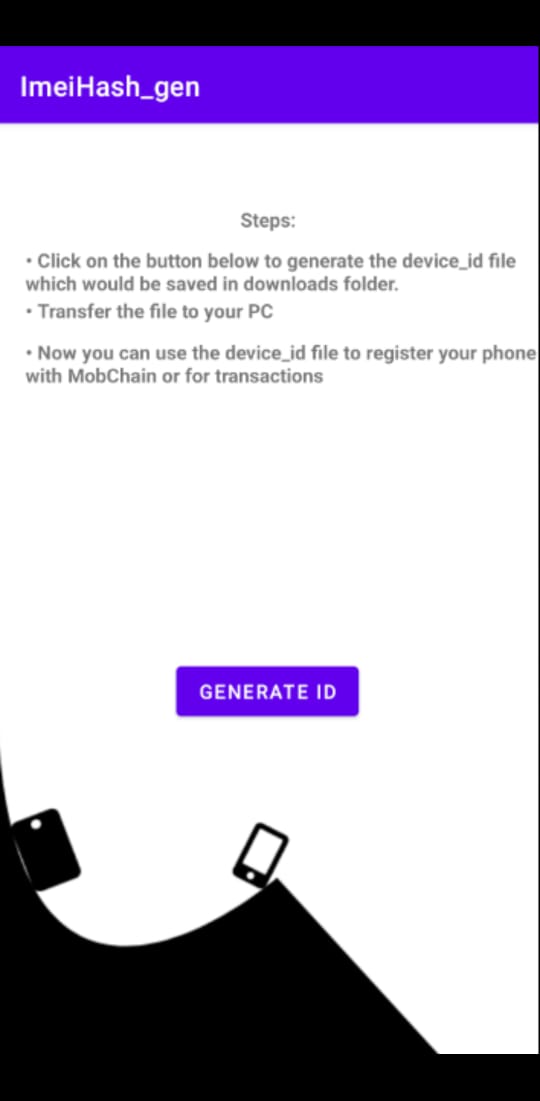 ImeiHash_gen
Steps:
• Click on the button below to generate the device_id file
which would be saved in downloads folder.
• Transfer the file to your PC
• Now you can use the device_id file to register your phone
with MobChain or for transactions
GENERATE ID